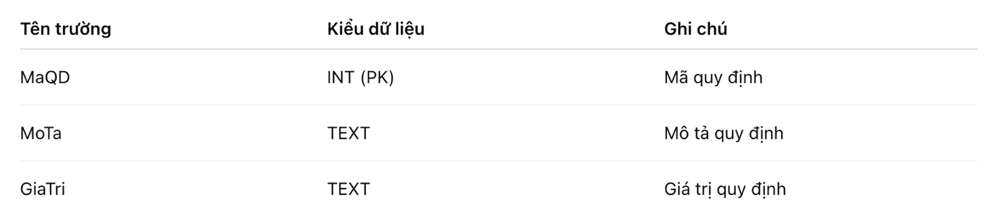 Tên trường Kiểu dữ liệu Ghi chú
MaQD INT (PK) Mã quy định
MoTa TEXT Mô tả quy định
GiaTri TEXT Giá trị quy định